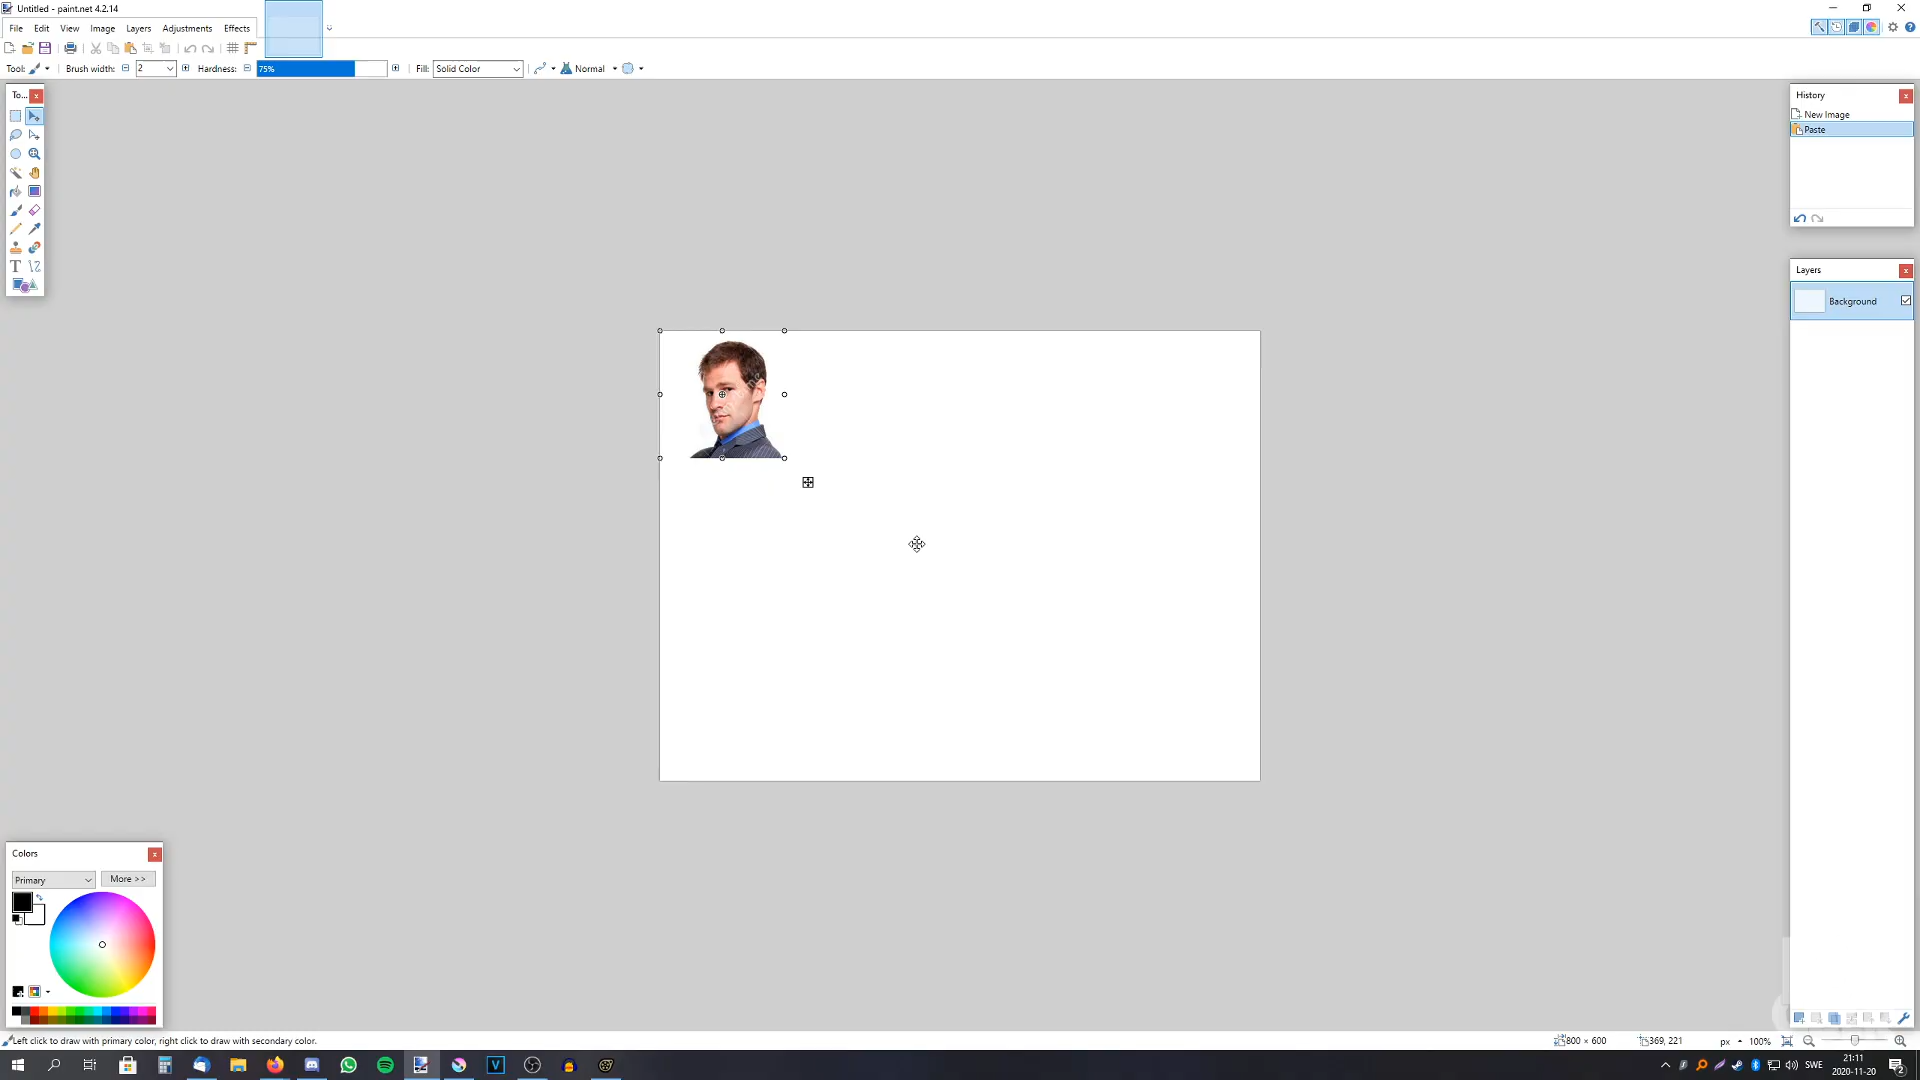 Untitled - paint.net 4.2.14
File Edit View Image Layers Adjustments Effects
Tool: Brush width: 2 Hardness: 75% Fill: Solid Color Normal
To...
History
New Image
Paste
Layers
Background
Colors
Primary More >>
Left click to draw with primary color, right click to draw with secondary color.
800 × 600 369, 221 px 100%
SWE 21:11
2020-11-20 2